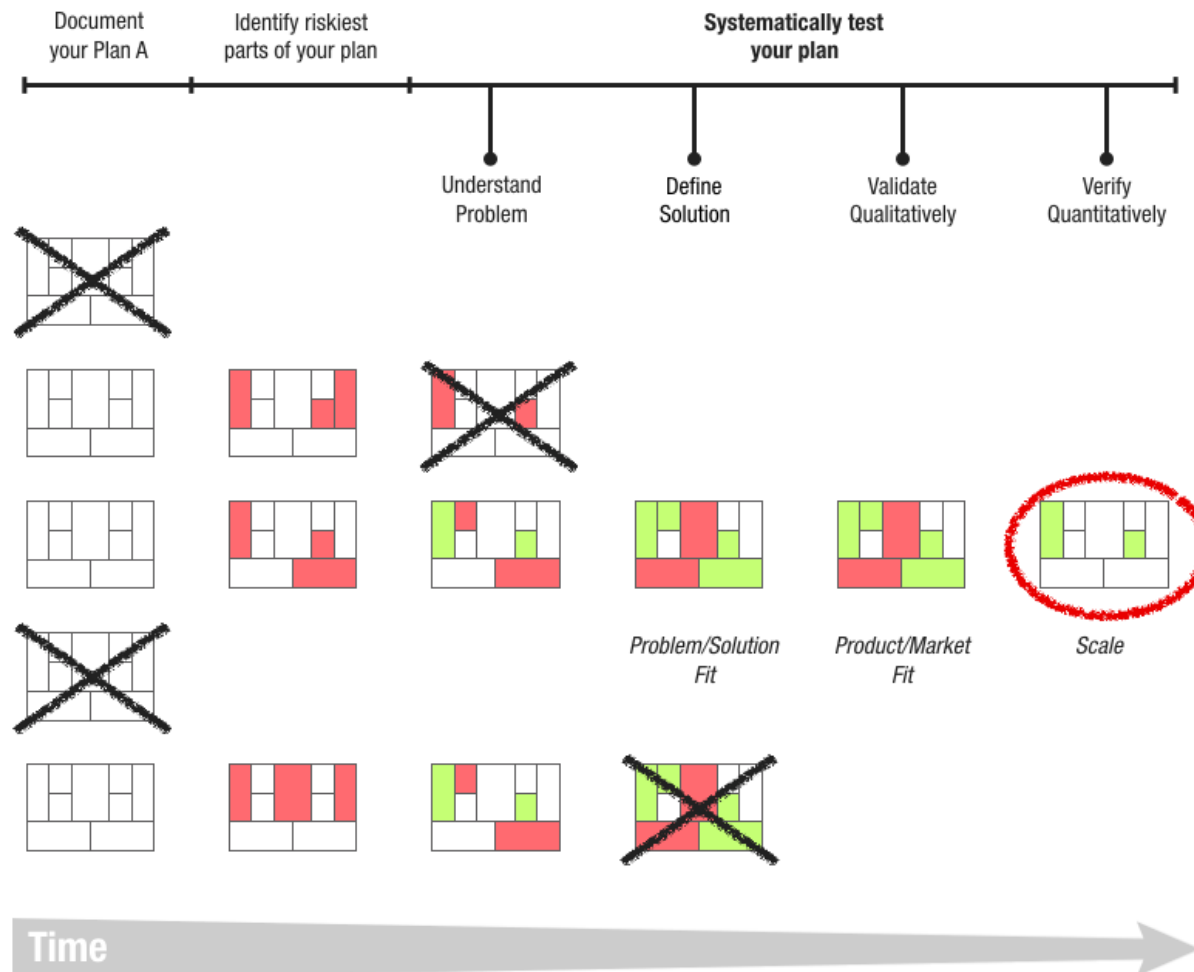 Document
your Plan A
Identify riskiest
parts of your plan
Systematically test
your plan
Understand
Problem
Define
Solution
Validate
Qualitatively
Verify
Quantitatively
Problem/Solution
Fit
Product/Market
Fit
Scale
Time